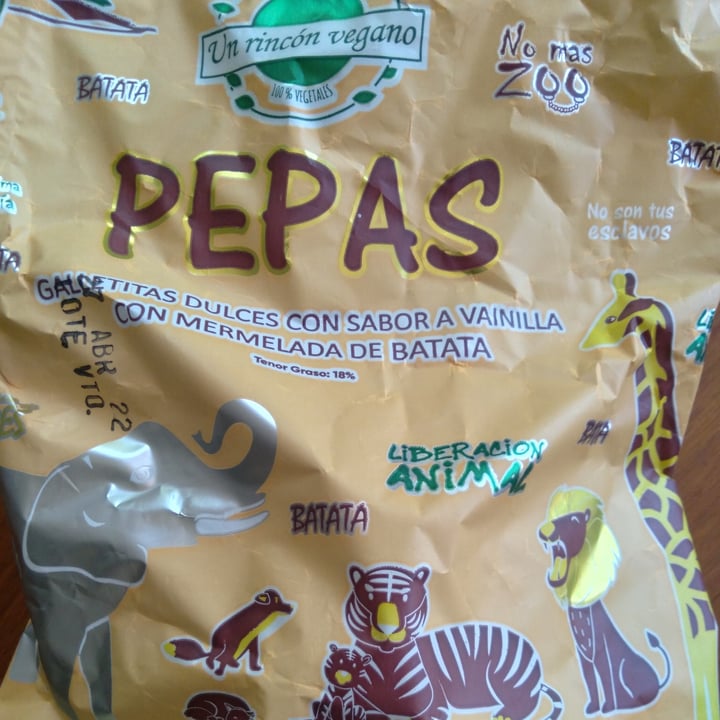 Un rincón vegano
100% VEGETALES
No mas
ZOO
BATATA
BATAT
PEPAS
No son tus
esclavos
GALLETITAS DULCES CON SABOR A VAINILLA
CON MERMELADA DE BATATA
Tenor Graso: 18%
LOTE VTO.
ABR 22
LIBERACION
ANIMAL
BATATA